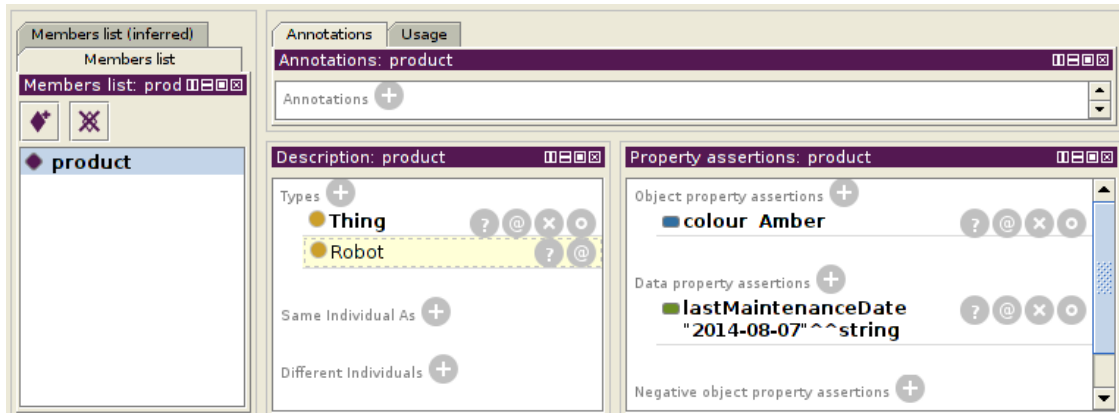 Members list (inferred)
Members list
Members list: prod
product
Annotations Usage
Annotations: product
Annotations
Description: product
Types
Thing
Robot
Same Individual As
Different Individuals
Property assertions: product
Object property assertions
colour Amber
Data property assertions
lastMaintenanceDate
"2014-08-07"^^string
Negative object property assertions